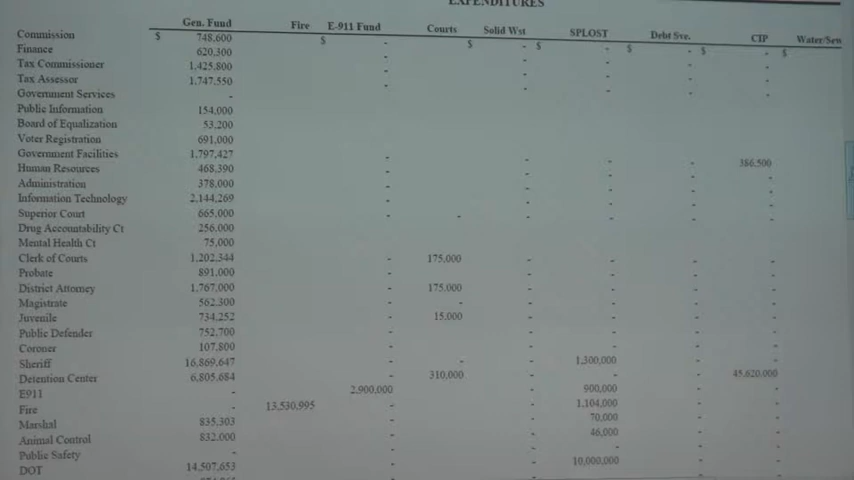 EXPENDITURES
Gen. Fund Fire E-911 Fund Courts Solid Wst SPLOST Debt Sve. CIP Water/Sew
Commission $ 748,600 $ - $ - $ - $ - $ - $
Finance 620,300 - - - - -
Tax Commissioner 1,425,800 - - - - -
Tax Assessor 1,747,550 - - - - -
Government Services -
Public Information 154,000
Board of Equalization 53,200
Voter Registration 691,000
Government Facilities 1,797,427 - - - - 386,500
Human Resources 468,390 - - - - -
Administration 378,000 - - - - -
Information Technology 2,144,269 - - - - -
Superior Court 665,000 - - - - - -
Drug Accountability Ct 256,000
Mental Health Ct 75,000
Clerk of Courts 1,202,344 - 175,000 - - - -
Probate 891,000 - - - - -
District Attorney 1,767,000 - 175,000 - - - -
Magistrate 562,300 - - - - - -
Juvenile 734,252 - 15,000 - - - -
Public Defender 752,700 - - - - -
Coroner 107,800 - - - - -
Sheriff 16,869,647 - - - 1,300,000 - -
Detention Center 6,805,684 - 310,000 - - 45,620,000
E911 - 2,900,000 - 900,000 - -
Fire - 13,530,995 - - 1,104,000 - -
Marshal 835,303 - - 70,000 - -
Animal Control 832,000 - - 46,000 - -
Public Safety - - - - - -
DOT 14,507,653 - - 10,000,000 - -